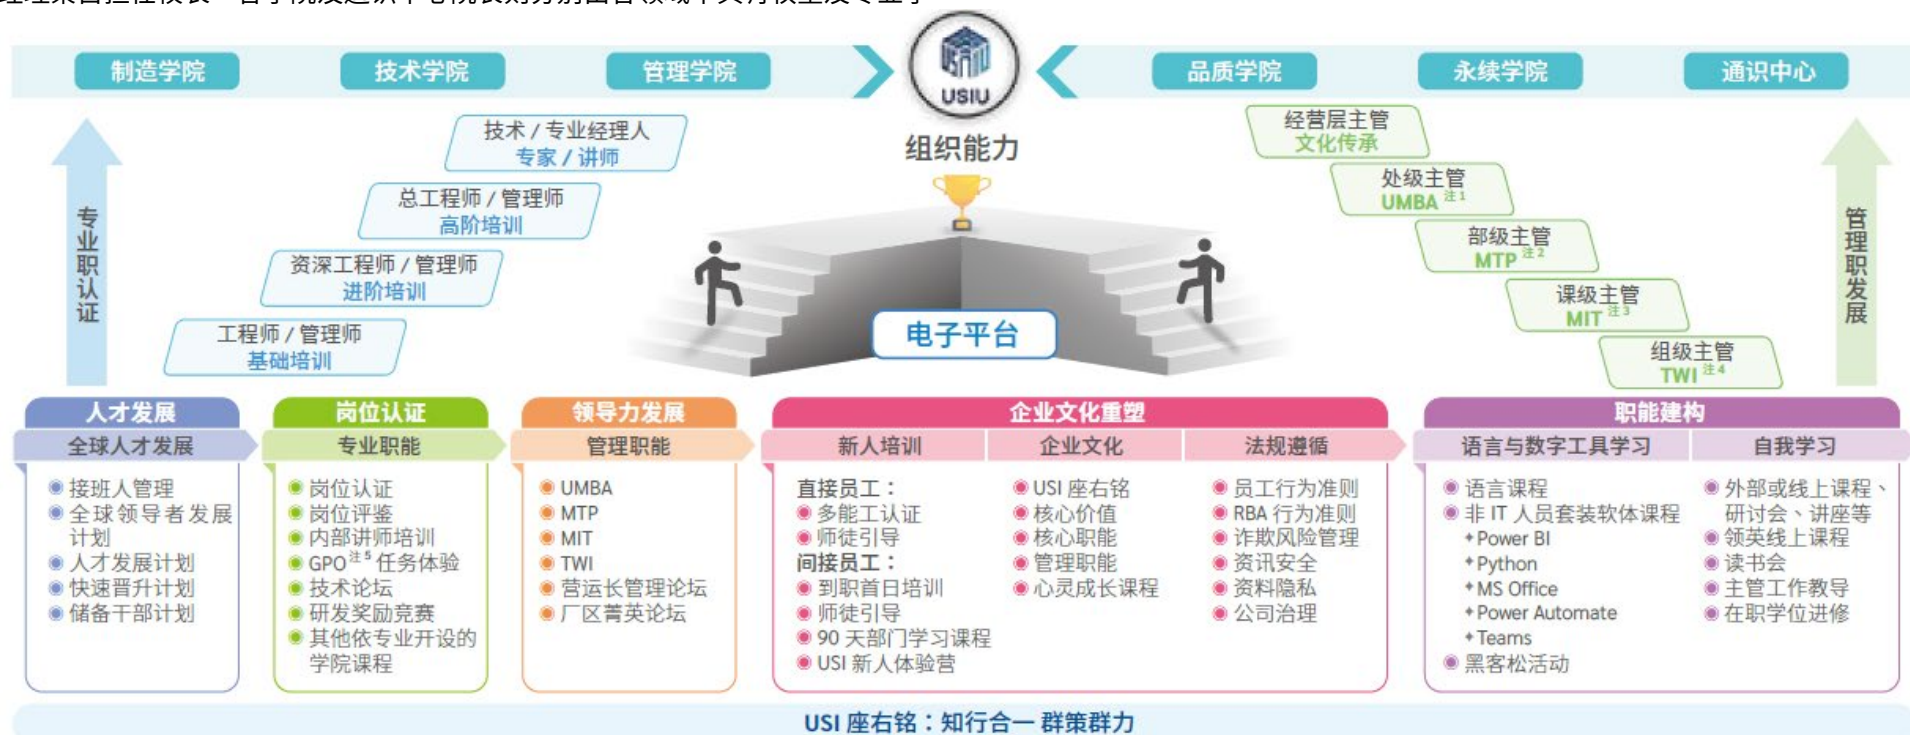 制造学院
技术学院
管理学院
USIU
品质学院
永续学院
通识中心
组织能力
专业职认证
技术 / 专业经理人
专家 / 讲师
总工程师 / 管理师
高阶培训
资深工程师 / 管理师
进阶培训
工程师 / 管理师
基础培训
电子平台
经营层主管
文化传承
处级主管
UMBA 注1
部级主管
MTP 注2
课级主管
MIT 注3
组级主管
TWI 注4
管理职发展
人才发展
全球人才发展
接班人管理
全球领导者发展
计划
人才发展计划
快速晋升计划
储备干部计划
岗位认证
专业职能
岗位认证
岗位评鉴
内部讲师培训
GPO注5 任务体验
技术论坛
研发奖励竞赛
其他依专业开设的
学院课程
领导力发展
管理职能
UMBA
MTP
MIT
TWI
营运长管理论坛
厂区菁英论坛
企业文化重塑
新人培训
直接员工：
多能工认证
师徒引导
间接员工：
到职首日培训
师徒引导
90 天部门学习课程
USI 新人体验营
企业文化
USI 座右铭
核心价值
核心职能
管理职能
心灵成长课程
法规遵循
员工行为准则
RBA 行为准则
诈欺风险管理
资讯安全
资料隐私
公司治理
职能建构
语言与数字工具学习
语言课程
非 IT 人员套装软体课程
Power BI
Python
MS Office
Power Automate
Teams
黑客松活动
自我学习
外部或线上课程、
研讨会、讲座等
领英线上课程
读书会
主管工作教导
在职学位进修
USI 座右铭：知行合一 群策群力